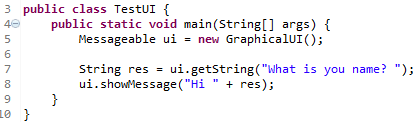 3 public class TestUI {
4 public static void main(String[] args) {
5 Messageable ui = new GraphicalUI();
6
7 String res = ui.getString("What is you name? ");
8 ui.showMessage("Hi " + res);
9 }
10 }